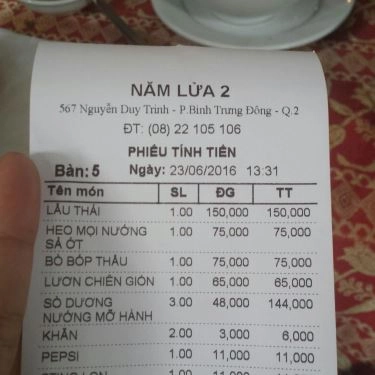 NĂM LỬA 2
567 Nguyễn Duy Trinh - P.Bình Trưng Đông - Q.2
ĐT: (08) 22 105 106
PHIẾU TÍNH TIỀN
Bàn: 5 Ngày: 23/06/2016 13:31
Tên món SL ĐG TT
LẨU THÁI 1.00 150,000 150,000
HEO MỌI NƯỚNG SẢ ỚT 1.00 75,000 75,000
BÒ BÓP THẤU 1.00 75,000 75,000
LƯƠN CHIÊN GIÒN 1.00 65,000 65,000
SÒ DƯƠNG NƯỚNG MỠ HÀNH 3.00 48,000 144,000
KHĂN 2.00 3,000 6,000
PEPSI 1.00 11,000 11,000